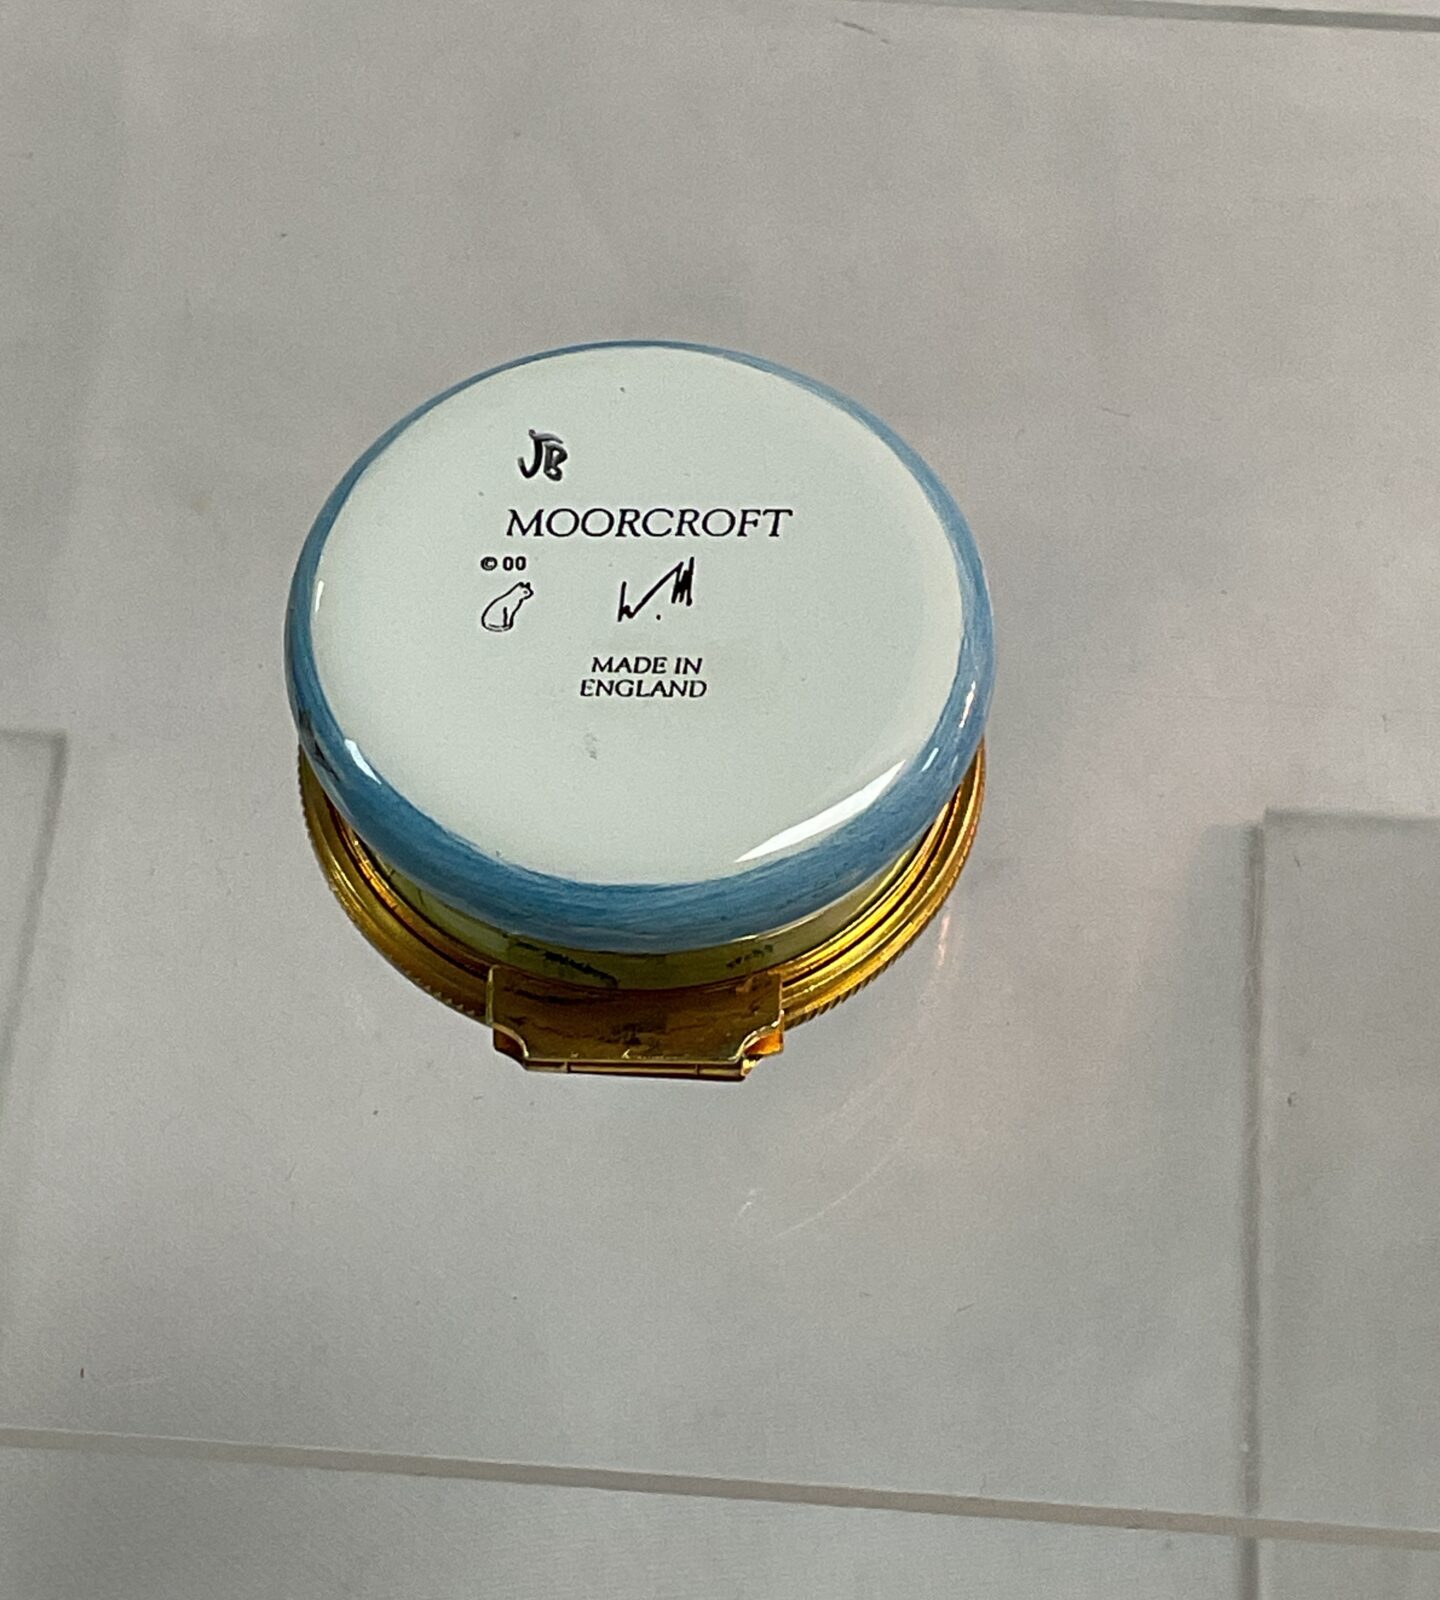 JB
MOORCROFT
© 00
W.M
MADE IN
ENGLAND